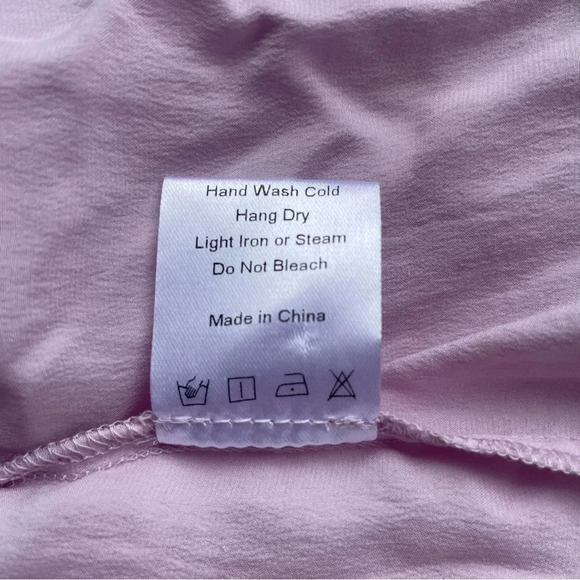 Hand Wash Cold
Hang Dry
Light Iron or Steam
Do Not Bleach
Made in China